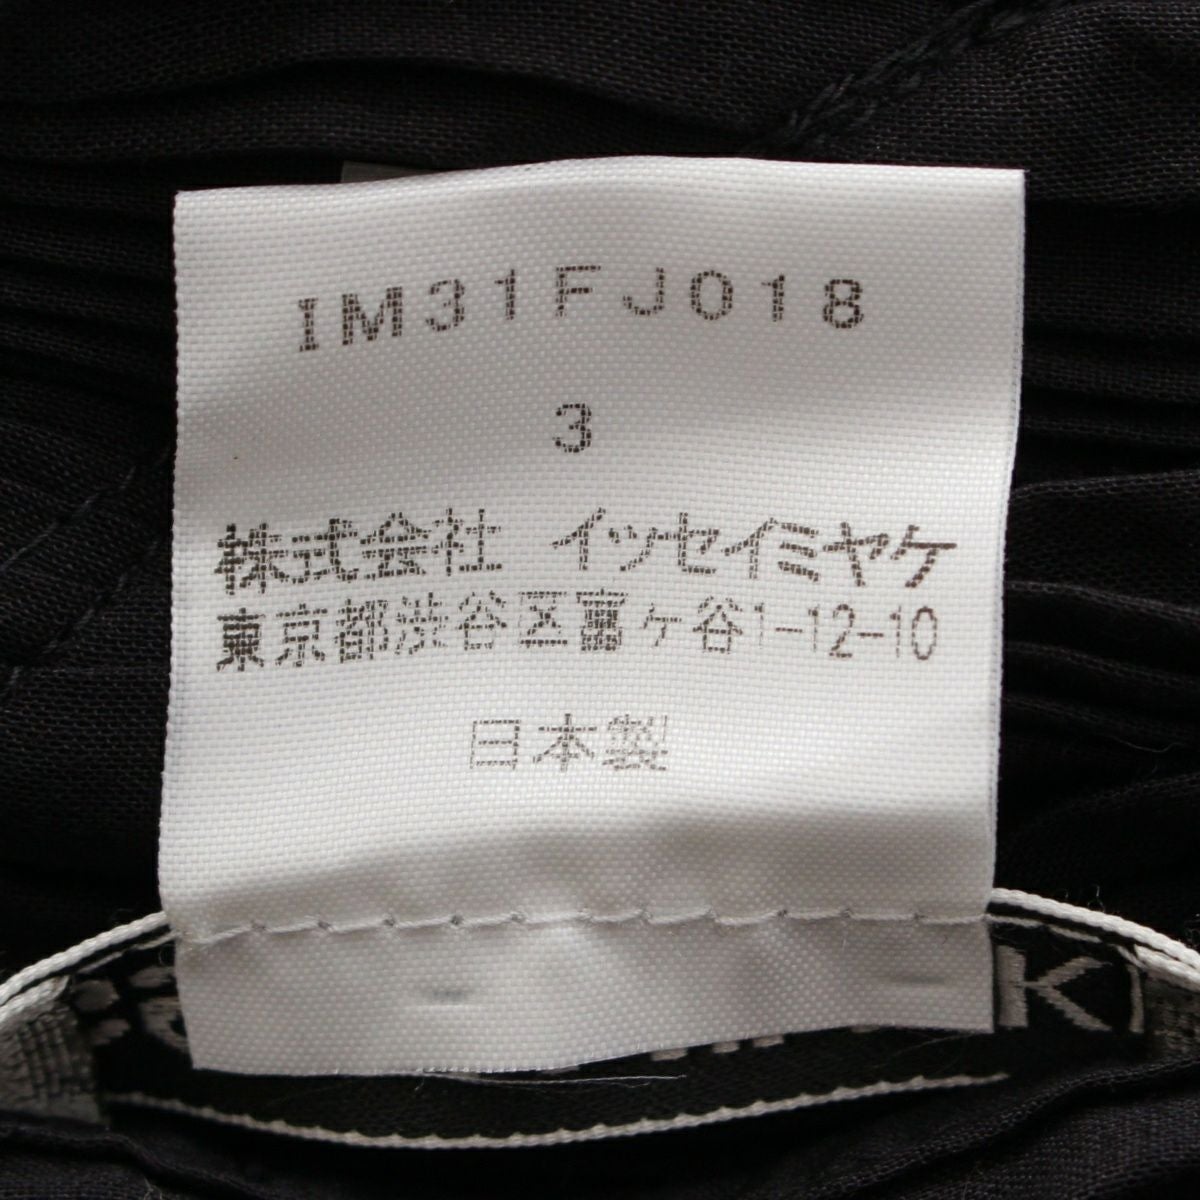 IM31FJ018
3
株式会社 イッセイミヤケ
東京都渋谷区富ヶ谷1-12-10
日本製